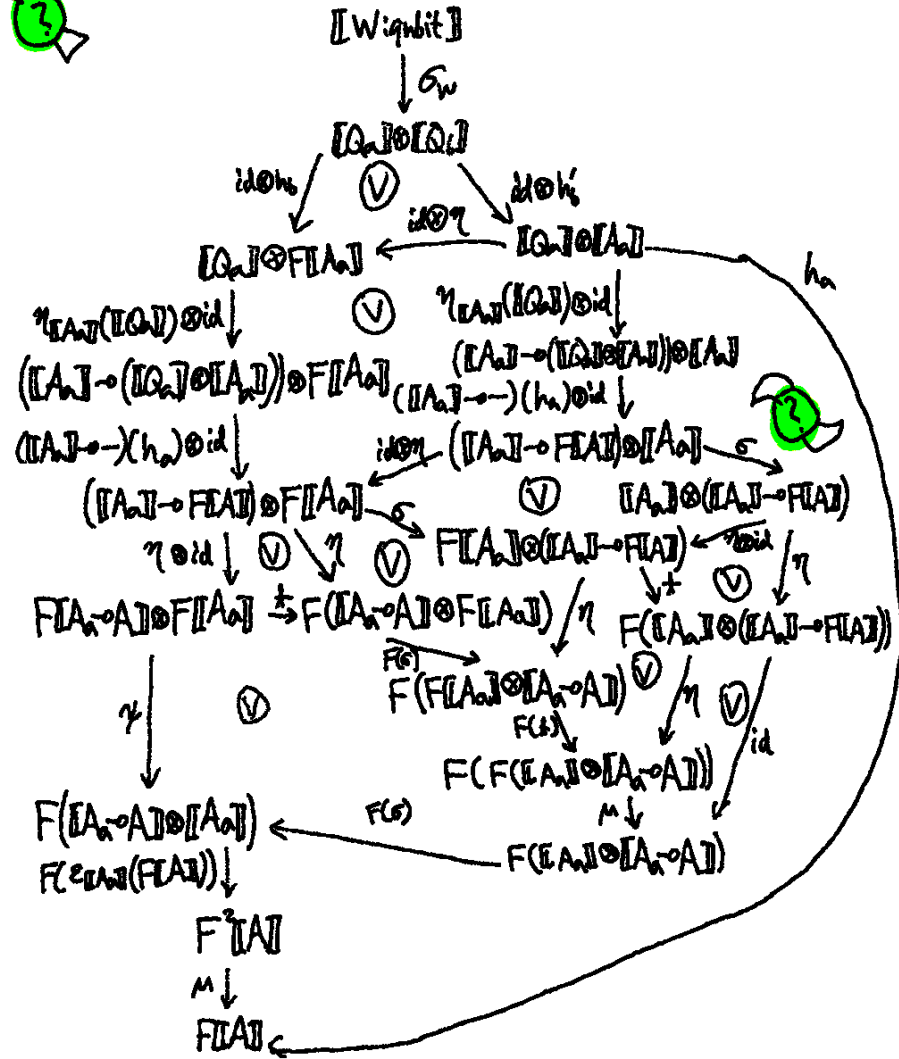 ?
⟦Wiqubit⟧
σ_W
⟦Q_a⟧⊗⟦Q_b⟧
id⊗h_b Ⓥ id⊗h'_b
id⊗η
⟦Q_a⟧⊗F⟦A_a⟧ ⟦Q_a⟧⊗⟦A_a⟧
h_a
η_⟦A_a⟧(⟦Q_a⟧)⊗id Ⓥ η_⟦A_a⟧(⟦Q_a⟧)⊗id
(⟦A_a⟧⊸(⟦Q_a⟧⊗⟦A_a⟧))⊗F⟦A_a⟧ (⟦A_a⟧⊸(⟦Q_a⟧⊗⟦A_a⟧))⊗⟦A_a⟧
(⟦A_a⟧⊸-)(h_a)⊗id
?
(⟦A_a⟧⊸-)(h_a)⊗id id⊗η (⟦A_a⟧⊸F⟦A⟧)⊗⟦A_a⟧ σ
(⟦A_a⟧⊸F⟦A⟧)⊗F⟦A_a⟧ σ Ⓥ ⟦A_a⟧⊗(⟦A_a⟧⊸F⟦A⟧)
F⟦A_a⟧⊗(⟦A_a⟧⊸F⟦A⟧) η⊗id
η⊗id Ⓥ η Ⓥ t Ⓥ η
F⟦A_a⊸A⟧⊗F⟦A_a⟧ t F(⟦A_a⊸A⟧⊗F⟦A_a⟧) η F(⟦A_a⟧⊗(⟦A_a⟧⊸F⟦A⟧))
F(σ)
F(F⟦A_a⟧⊗⟦A_a⊸A⟧) Ⓥ η Ⓥ
ψ Ⓥ F(t) id
F(F(⟦A_a⟧⊗⟦A_a⊸A⟧))
F(⟦A_a⊸A⟧⊗⟦A_a⟧) F(σ) μ
F(⟦A_a⟧⊗⟦A_a⊸A⟧)
F(ε_⟦A_a⟧(F⟦A⟧))
F²⟦A⟧
μ
F⟦A⟧